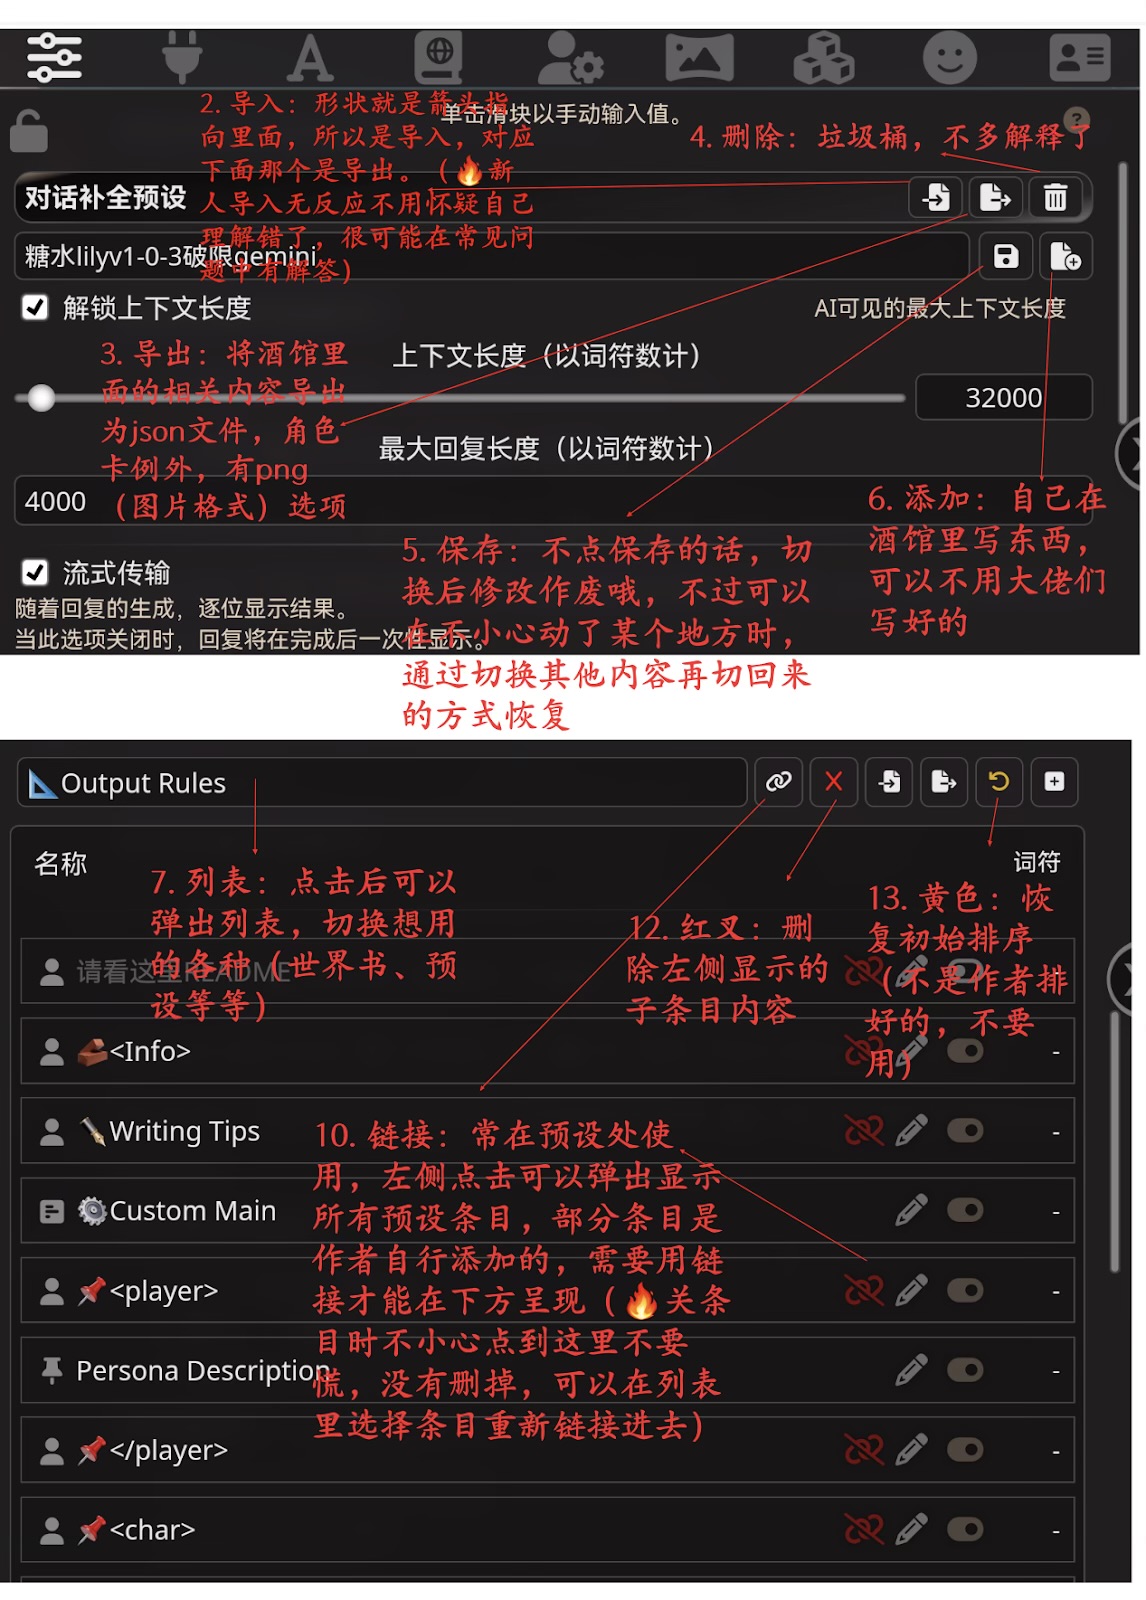 单击滑块以手动输入值。
?
2. 导入：形状就是箭头指
向里面，所以是导入，对应
下面那个是导出。（🔥新
人导入无反应不用怀疑自己
理解错了，很可能在常见问
题中有解答）
4. 删除：垃圾桶，不多解释了
对话补全预设
糖水lilyv1-0-3破限gemini
解锁上下文长度
AI可见的最大上下文长度
上下文长度（以词符数计）
32000
3. 导出：将酒馆里
面的相关内容导出
为json文件，角色
卡例外，有png
（图片格式）选项
最大回复长度（以词符数计）
4000
流式传输
随着回复的生成，逐位显示结果。
当此选项关闭时，回复将在完成后一次性显示。
5. 保存：不点保存的话，切
换后修改作废哦，不过可以
在不小心动了某个地方时，
通过切换其他内容再切回来
的方式恢复
6. 添加：自己在
酒馆里写东西，
可以不用大佬们
写好的
📐Output Rules
名称
词符
7. 列表：点击后可以
弹出列表，切换想用
的各种（世界书、预
设等等）
12. 红叉：删
除左侧显示的
子条目内容
13. 黄色：恢
复初始排序
（不是作者排
好的，不要
用）
请看这里README
<Info>
-
Writing Tips
-
10. 链接：常在预设处使
用，左侧点击可以弹出显示
所有预设条目，部分条目是
作者自行添加的，需要用链
接才能在下方呈现（🔥关条
目时不小心点到这里不要
慌，没有删掉，可以在列表
里选择条目重新链接进去）
Custom Main
-
<player>
-
Persona Description
-
</player>
-
<char>
-